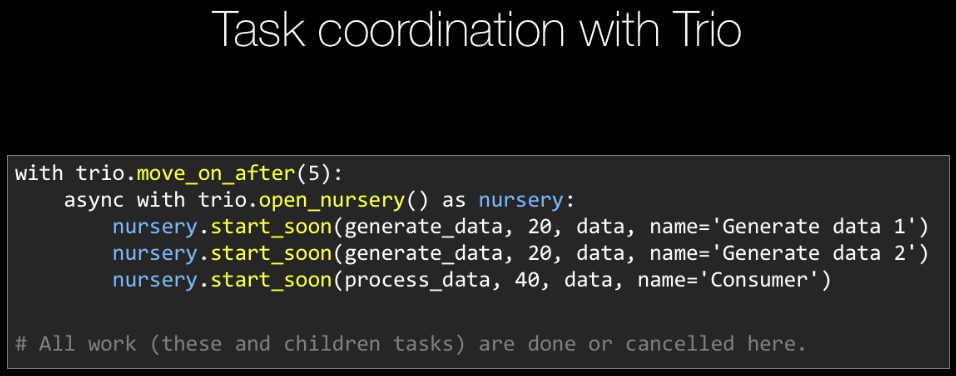 Task coordination with Trio
with trio.move_on_after(5):
    async with trio.open_nursery() as nursery:
        nursery.start_soon(generate_data, 20, data, name='Generate data 1')
        nursery.start_soon(generate_data, 20, data, name='Generate data 2')
        nursery.start_soon(process_data, 40, data, name='Consumer')
# All work (these and children tasks) are done or cancelled here.